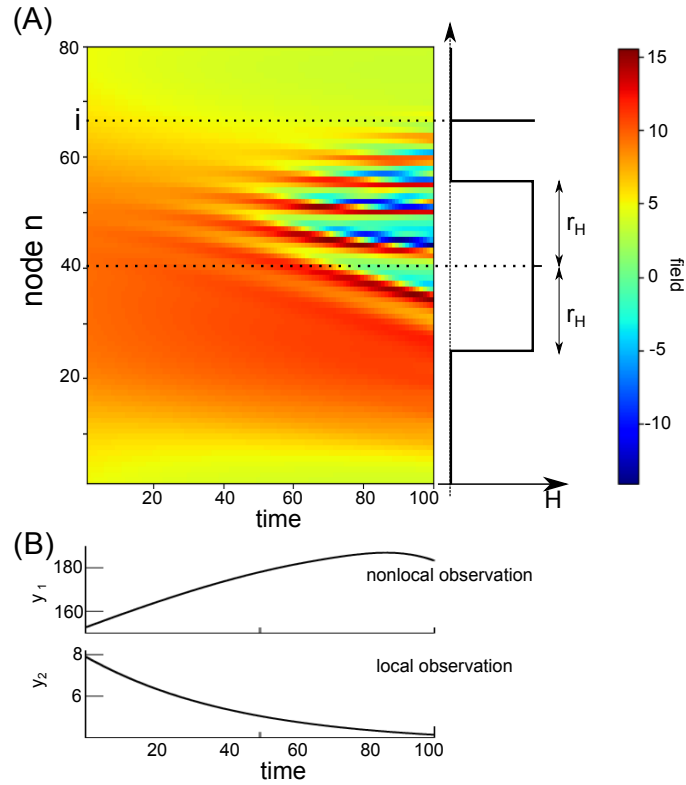 (A)
80
i
60
40
20
node n
20 40 60 80 100
time
r_H
r_H
H
15
10
5
0
-5
-10
field
(B)
180
160
y_1
nonlocal observation
8
6
y_2
local observation
20 40 60 80 100
time